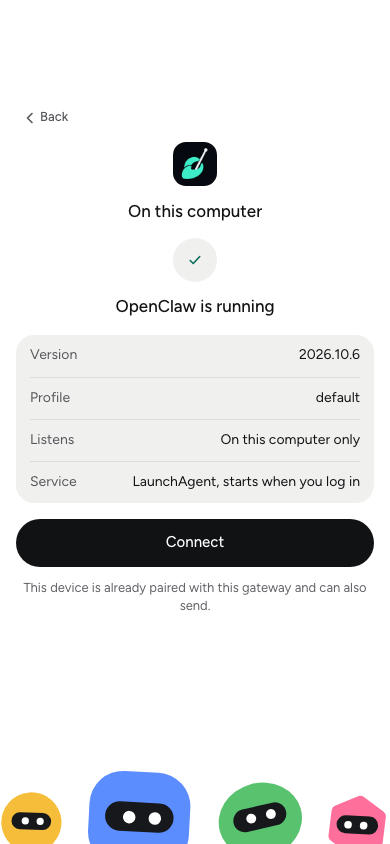 Back
On this computer
OpenClaw is running
Version 2026.10.6
Profile default
Listens On this computer only
Service LaunchAgent, starts when you log in
Connect
This device is already paired with this gateway and can also
send.